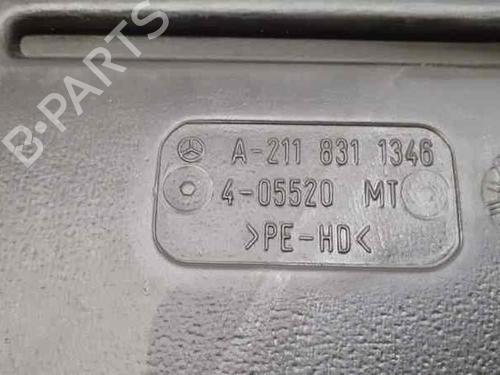 B-PARTS
A-211 831 1346
4-05520 MT
>PE-HD<